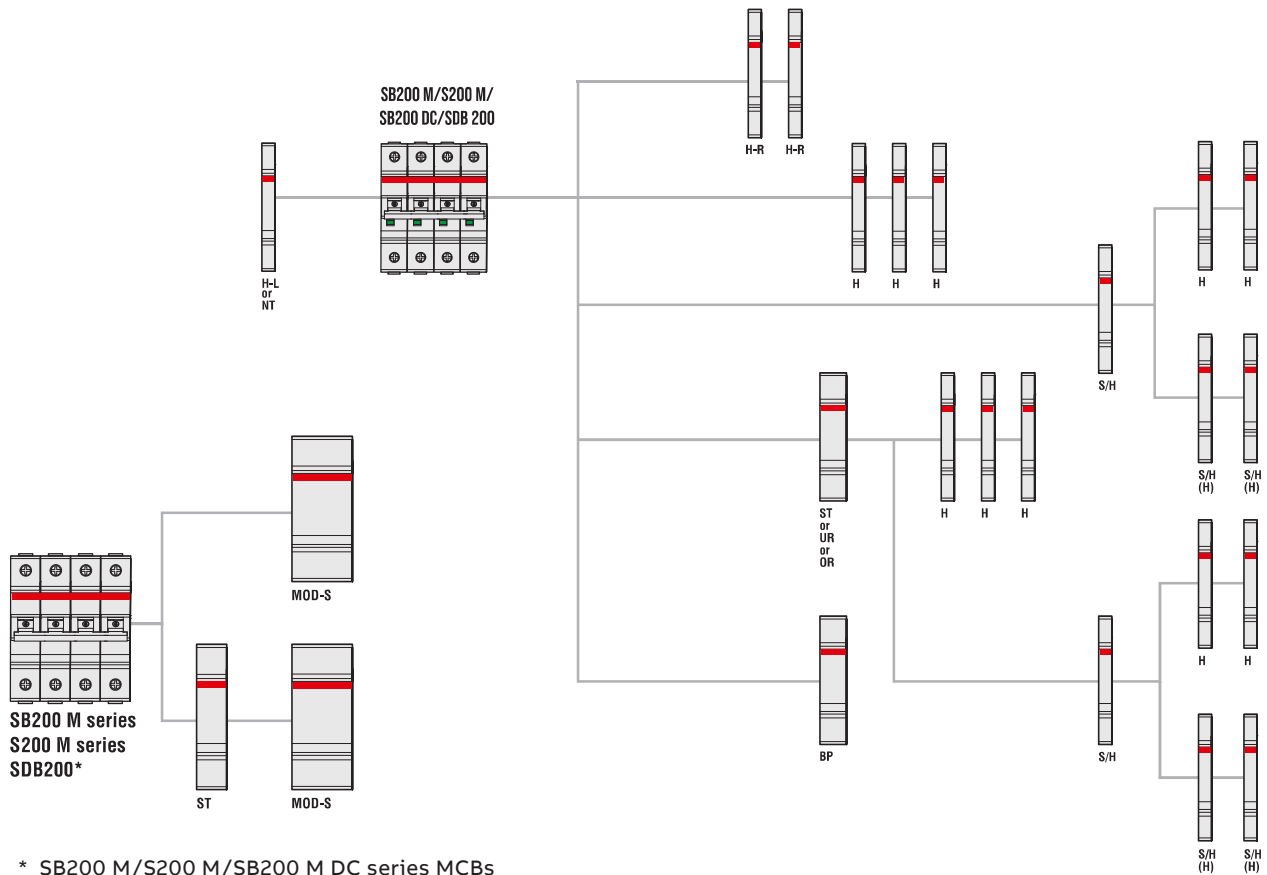 SB200 M/S200 M/
SB200 DC/SDB 200
H-R H-R
H-L
or
NT
H H H
H H
S/H
S/H
(H)
S/H
(H)
ST
or
UR
or
OR
H H H
MOD-S
H H
SB200 M series
S200 M series
SDB200*
ST
MOD-S
BP
S/H
S/H
(H)
S/H
(H)
* SB200 M/S200 M/SB200 M DC series MCBs